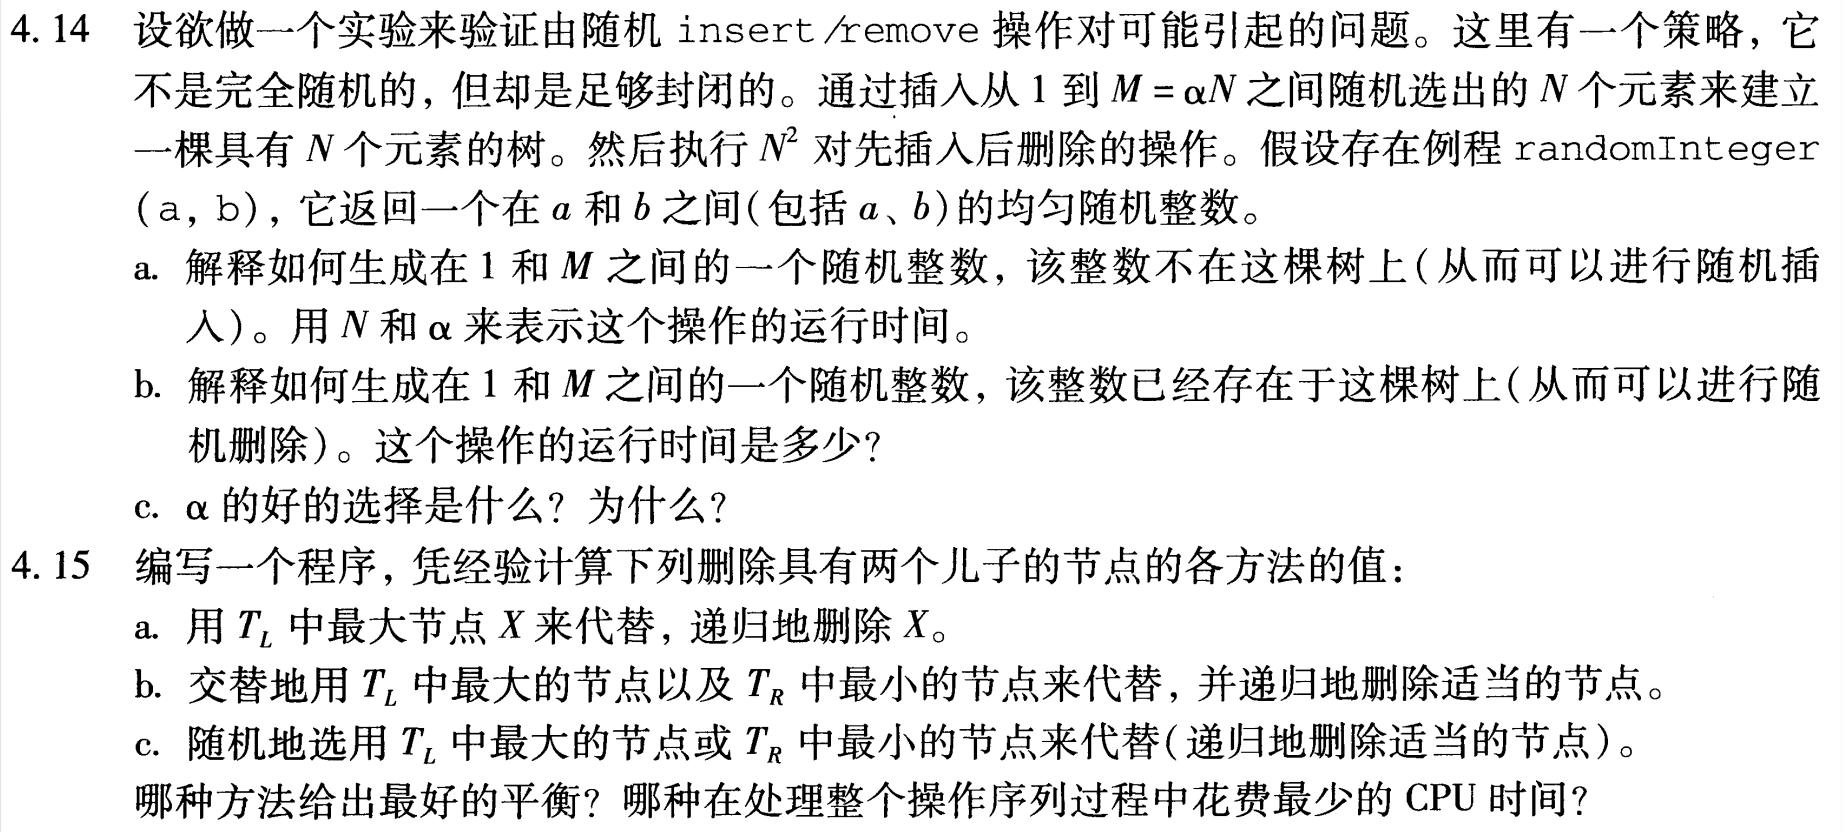 4.14 设欲做一个实验来验证由随机 insert/remove 操作对可能引起的问题。这里有一个策略，它
不是完全随机的，但却是足够封闭的。通过插入从 1 到 M = αN 之间随机选出的 N 个元素来建立
一棵具有 N 个元素的树。然后执行 N² 对先插入后删除的操作。假设存在例程 randomInteger
(a, b)，它返回一个在 a 和 b 之间(包括 a、b)的均匀随机整数。
a. 解释如何生成在 1 和 M 之间的一个随机整数，该整数不在这棵树上(从而可以进行随机插
入)。用 N 和 α 来表示这个操作的运行时间。
b. 解释如何生成在 1 和 M 之间的一个随机整数，该整数已经存在于这棵树上(从而可以进行随
机删除)。这个操作的运行时间是多少?
c. α 的好的选择是什么? 为什么?
4.15 编写一个程序，凭经验计算下列删除具有两个儿子的节点的各方法的值：
a. 用 T_L 中最大节点 X 来代替，递归地删除 X。
b. 交替地用 T_L 中最大的节点以及 T_R 中最小的节点来代替，并递归地删除适当的节点。
c. 随机地选用 T_L 中最大的节点或 T_R 中最小的节点来代替(递归地删除适当的节点)。
哪种方法给出最好的平衡? 哪种在处理整个操作序列过程中花费最少的 CPU 时间?